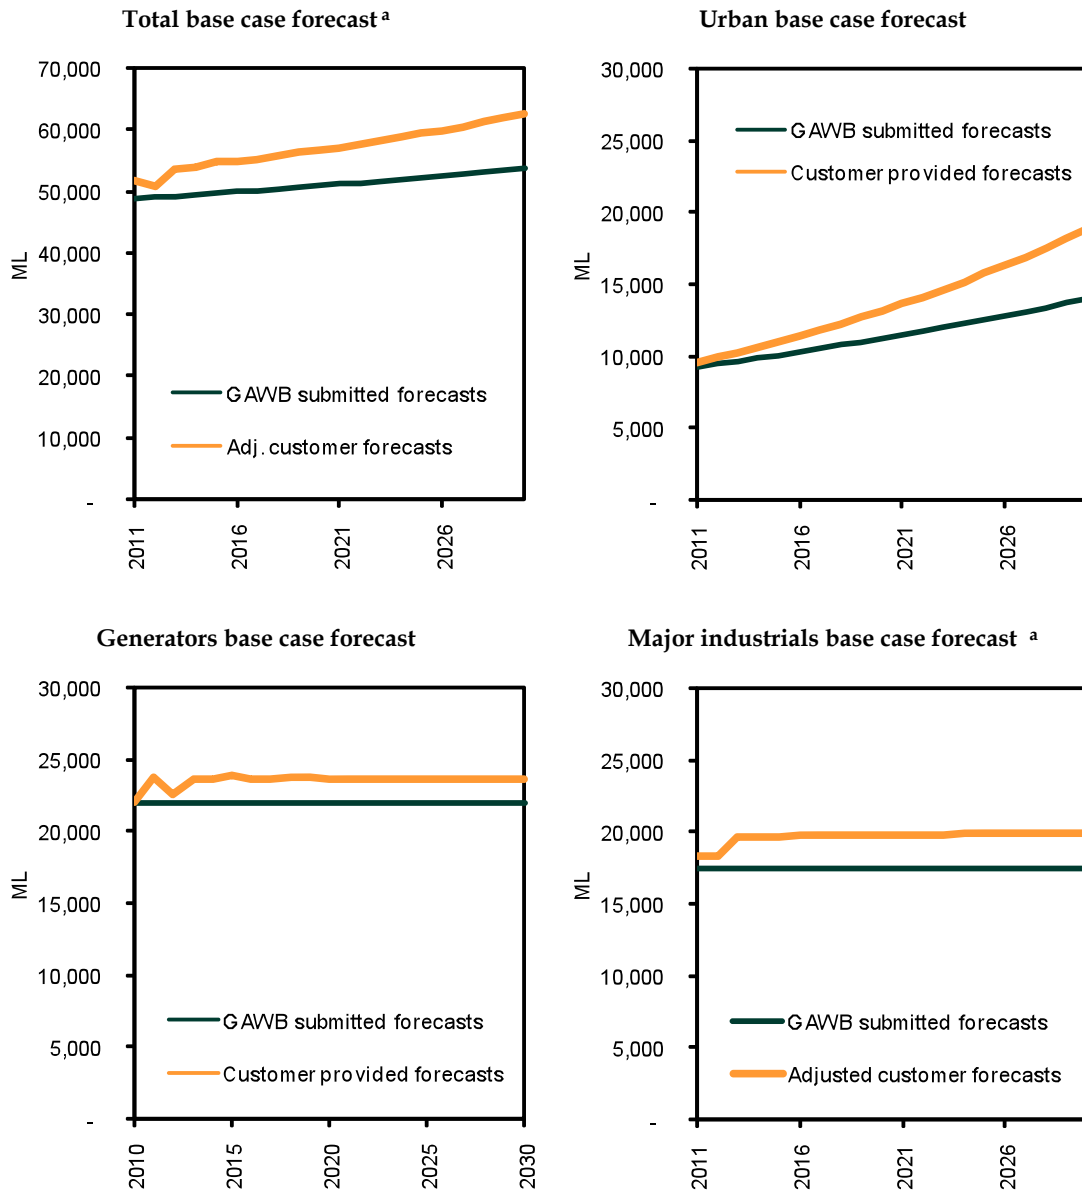 Total base case forecast a
70,000
60,000
50,000
40,000
30,000
20,000
10,000
-
ML
GAWB submitted forecasts
Adj. customer forecasts
2011
2016
2021
2026
Urban base case forecast
30,000
25,000
20,000
15,000
10,000
5,000
-
ML
GAWB submitted forecasts
Customer provided forecasts
2011
2016
2021
2026
Generators base case forecast
30,000
25,000
20,000
15,000
10,000
5,000
-
ML
GAWB submitted forecasts
Customer provided forecasts
2010
2015
2020
2025
2030
Major industrials base case forecast a
30,000
25,000
20,000
15,000
10,000
5,000
-
ML
GAWB submitted forecasts
Adjusted customer forecasts
2011
2016
2021
2026